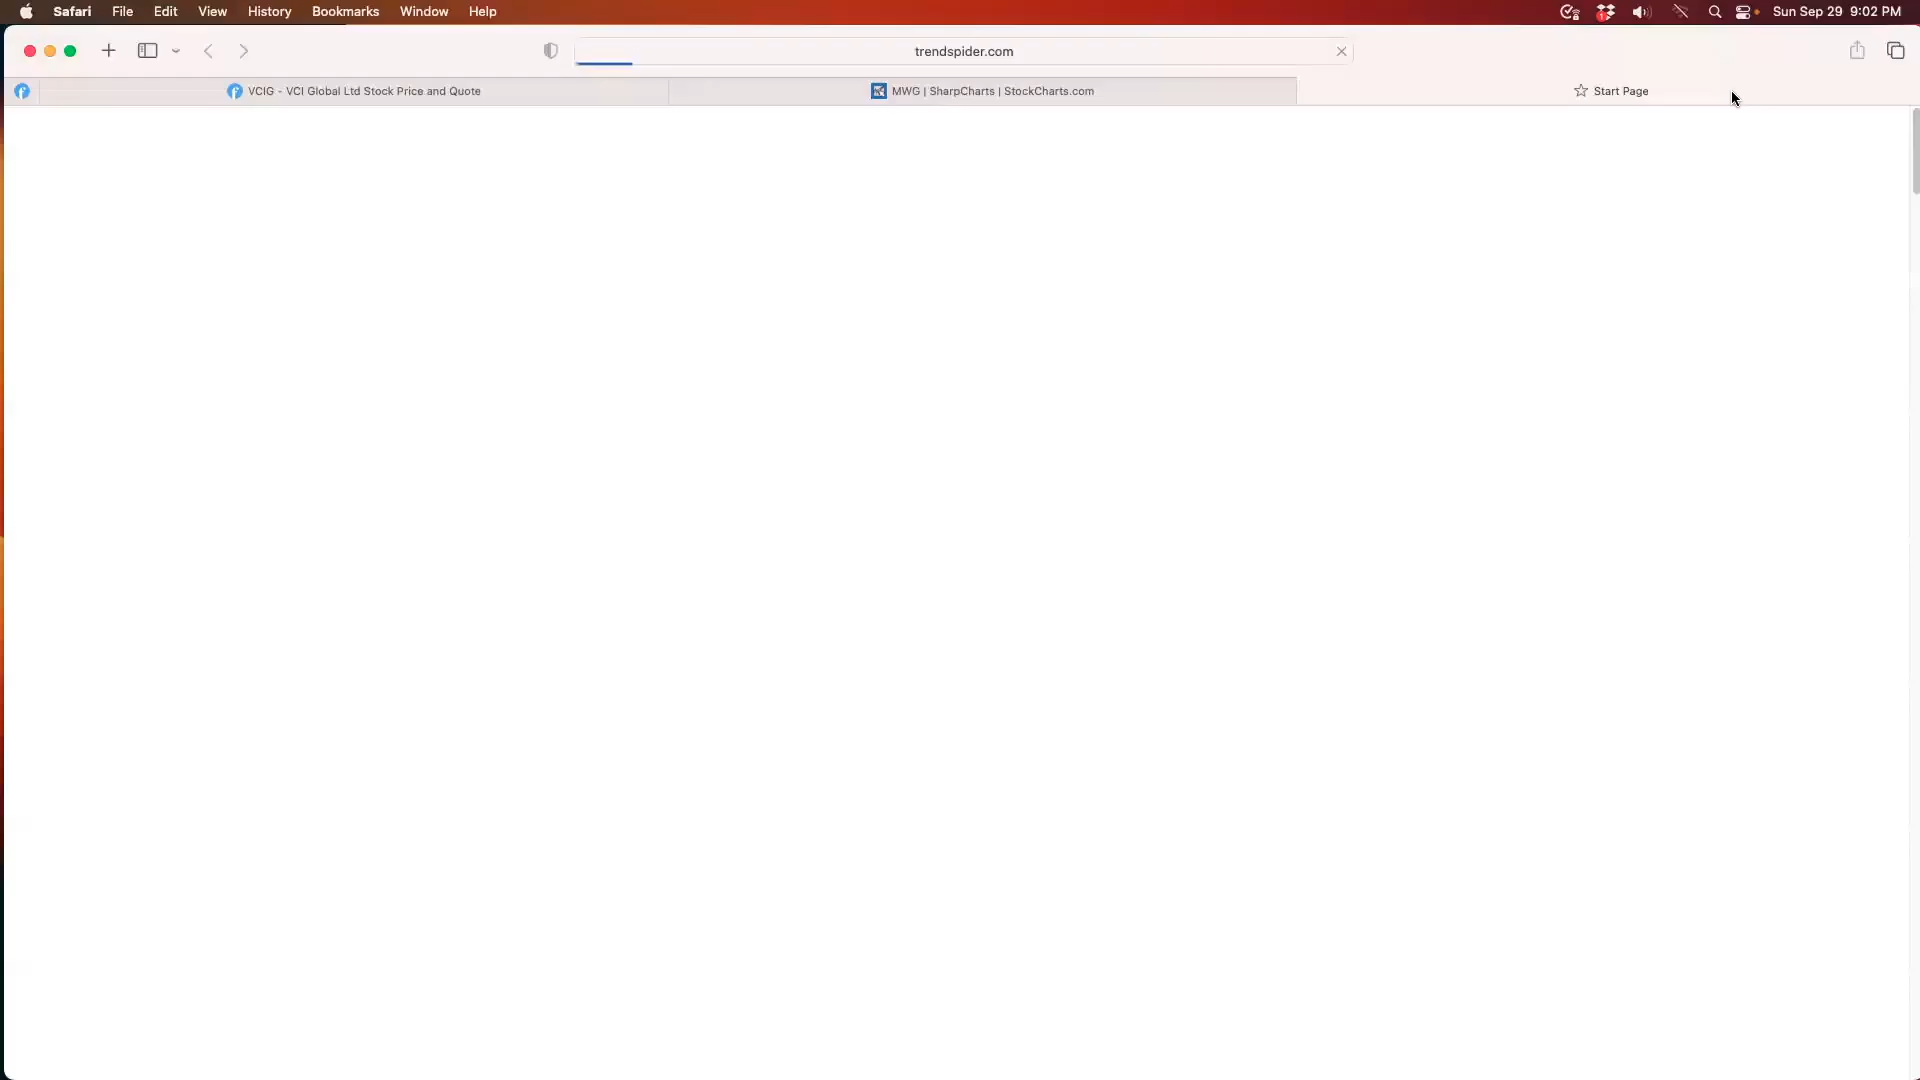 Safari File Edit View History Bookmarks Window Help Sun Sep 29 9:02 PM
trendspider.com
VCIG - VCI Global Ltd Stock Price and Quote MWG | SharpCharts | StockCharts.com Start Page